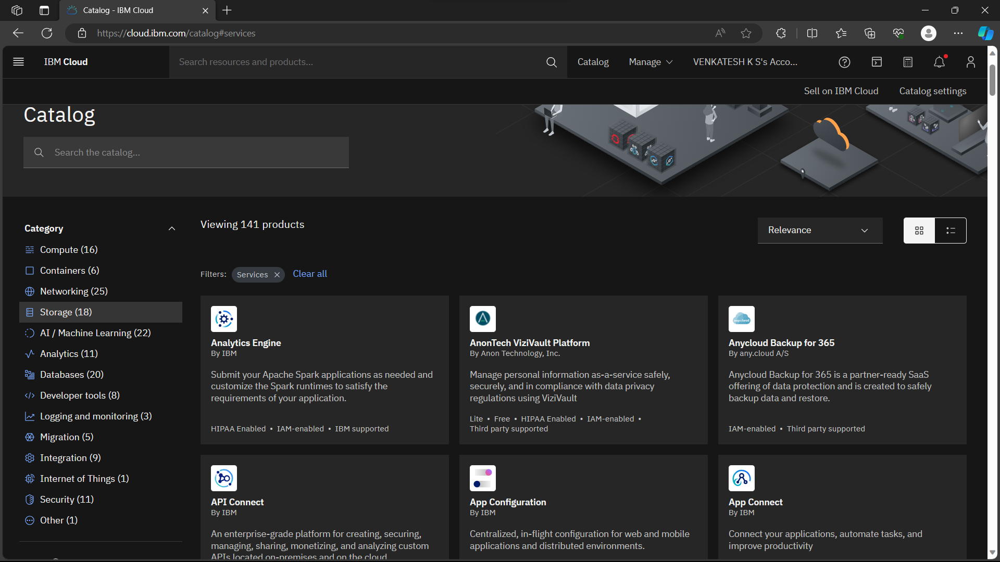 Catalog - IBM Cloud
https://cloud.ibm.com/catalog#services
IBM Cloud
Search resources and products...
Catalog
Manage
VENKATESH K S's Acco...
Sell on IBM Cloud
Catalog settings
Catalog
Search the catalog...
Category
Compute (16)
Containers (6)
Networking (25)
Storage (18)
AI / Machine Learning (22)
Analytics (11)
Databases (20)
Developer tools (8)
Logging and monitoring (3)
Migration (5)
Integration (9)
Internet of Things (1)
Security (11)
Other (1)
Viewing 141 products
Relevance
Filters:
Services
Clear all
Analytics Engine
By IBM
Submit your Apache Spark applications as needed and
customize the Spark runtimes to satisfy the
requirements of your application.
HIPAA Enabled • IAM-enabled • IBM supported
AnonTech ViziVault Platform
By Anon Technology, Inc.
Manage personal information as-a-service safely,
securely, and in compliance with data privacy
regulations using ViziVault
Lite • Free • HIPAA Enabled • IAM-enabled •
Third party supported
any.cloud
Anycloud Backup for 365
By any.cloud A/S
Anycloud Backup for 365 is a partner-ready SaaS
offering of data protection and is created to safely
backup data and restore.
IAM-enabled • Third party supported
API Connect
By IBM
An enterprise-grade platform for creating, securing,
managing, sharing, monetizing, and analyzing custom
APIs located on-premises and on the cloud.
App Configuration
By IBM
Centralized, in-flight configuration for web and mobile
applications and distributed environments.
App Connect
By IBM
Connect your applications, automate tasks, and
improve productivity